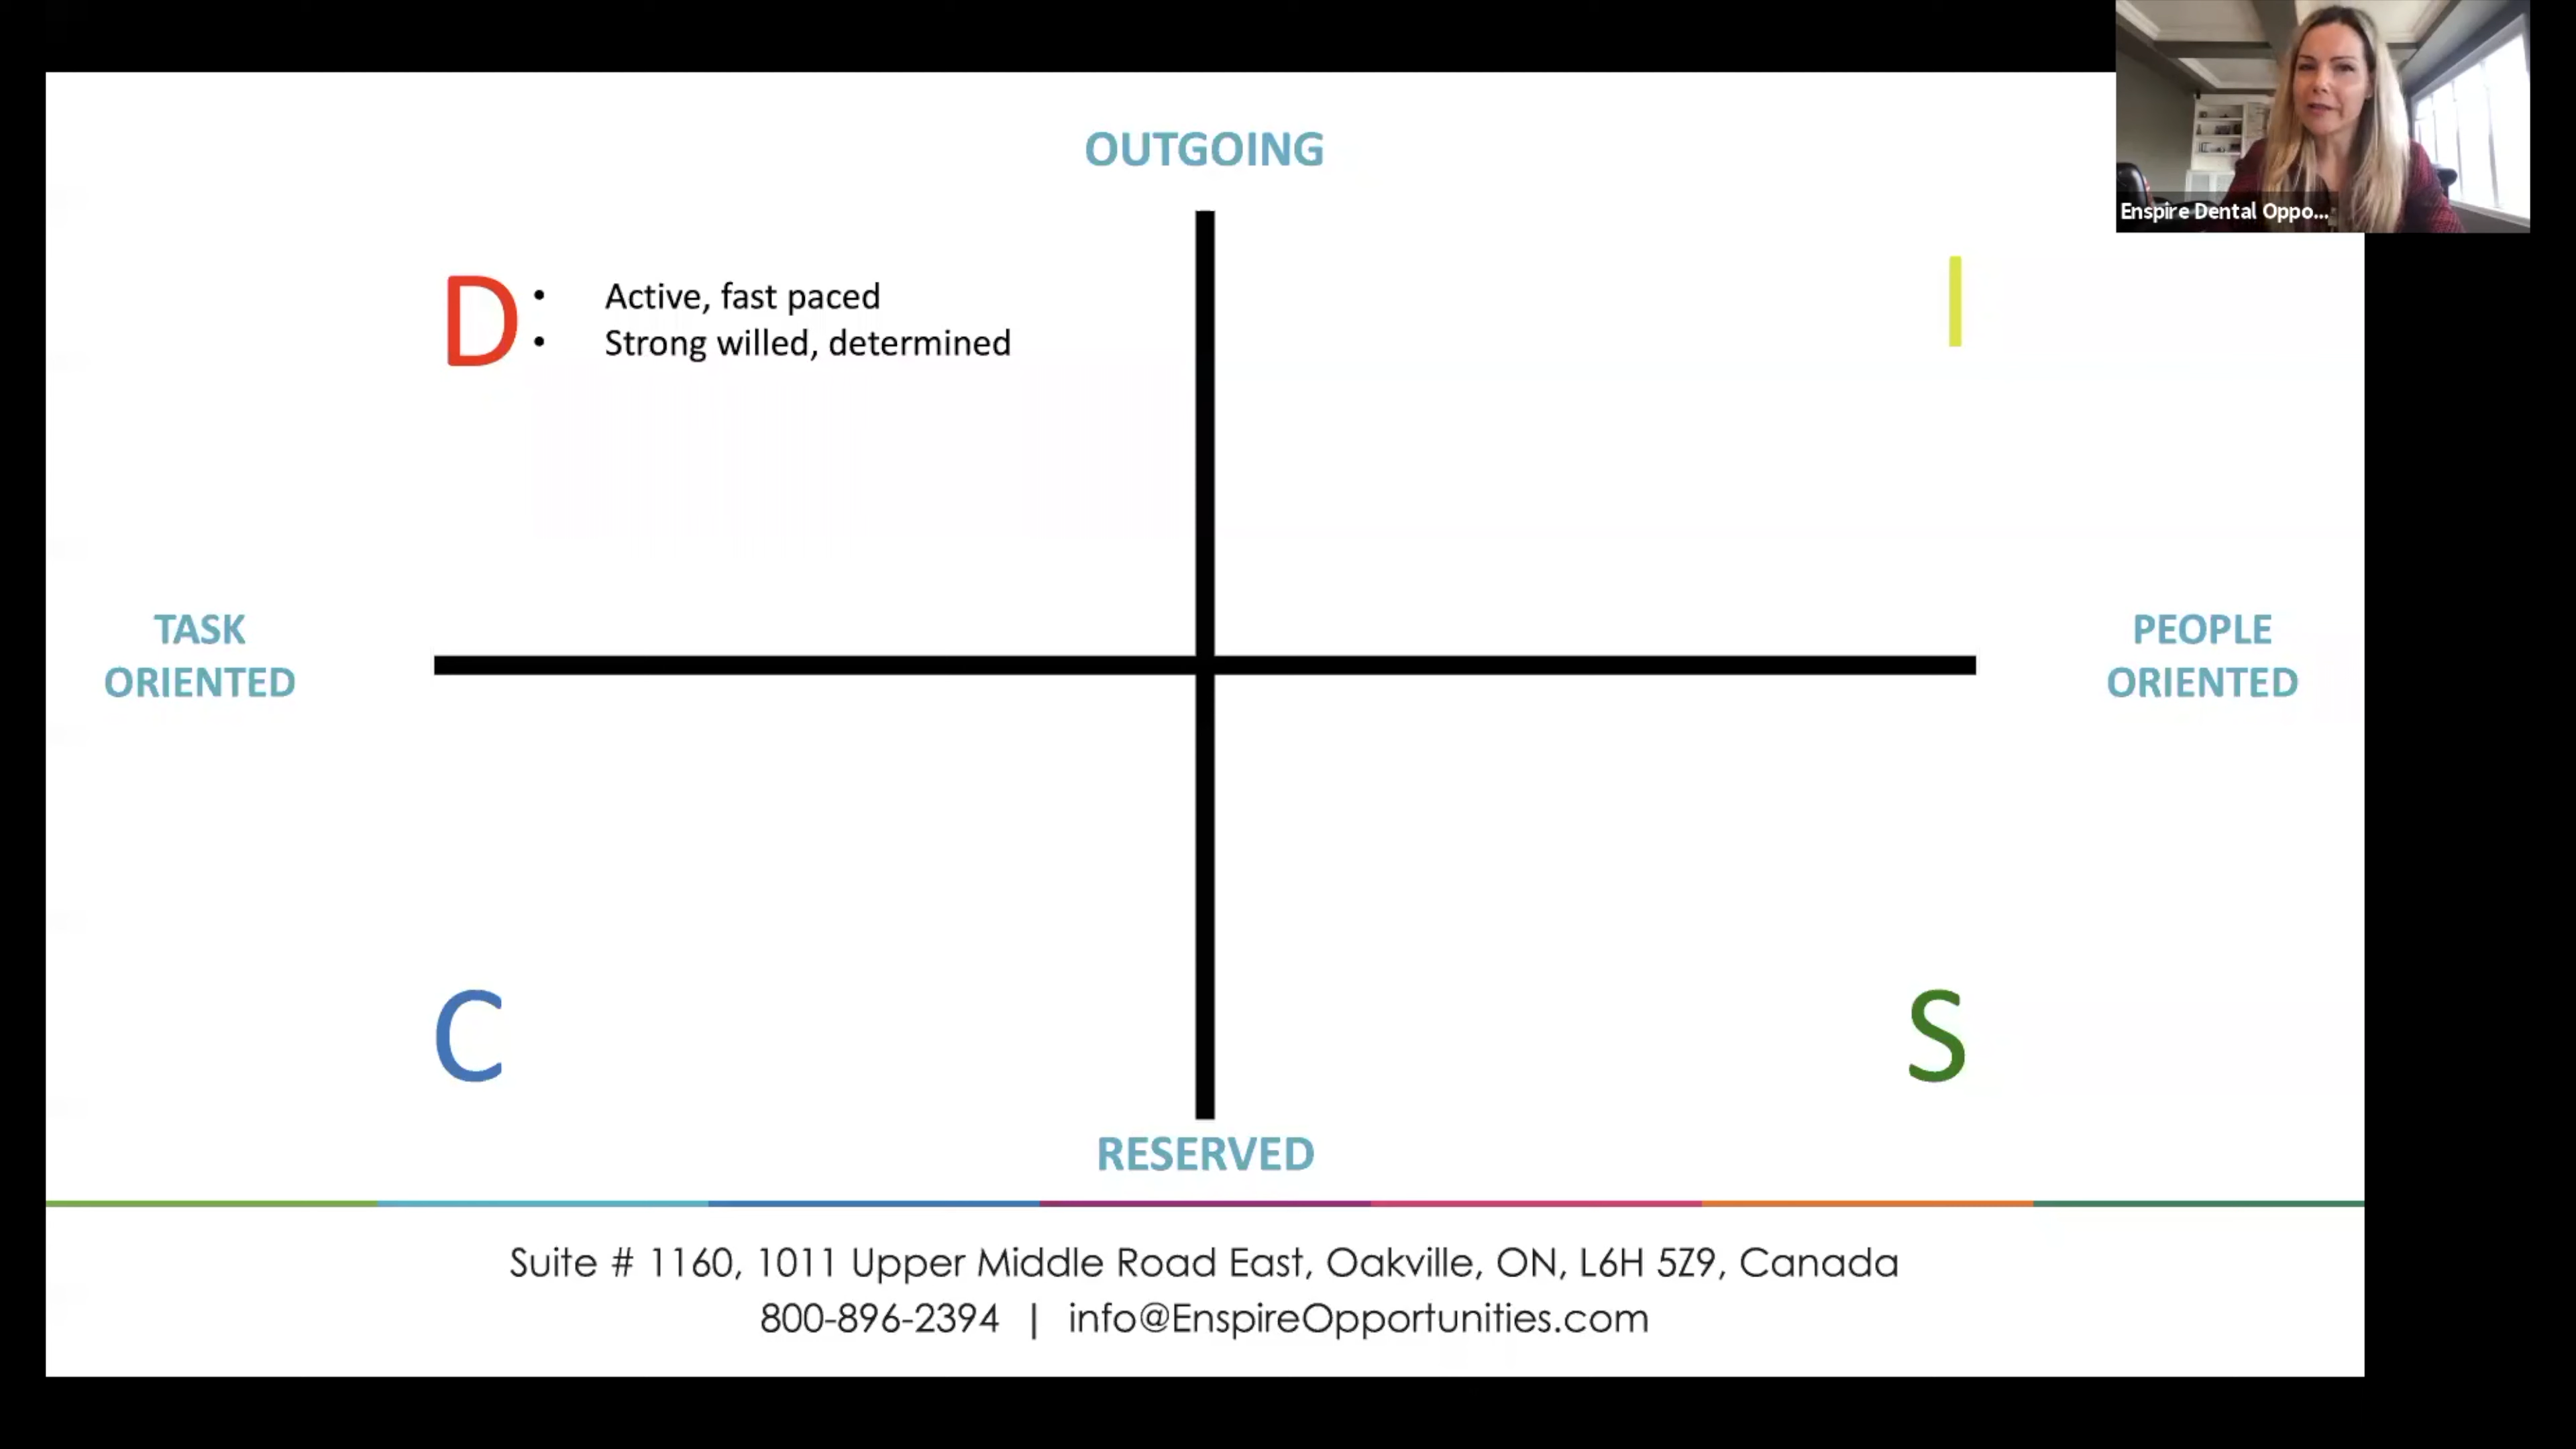 OUTGOING
Enspire Dental Oppo...
D
• Active, fast paced
• Strong willed, determined
I
TASK
ORIENTED
PEOPLE
ORIENTED
C
S
RESERVED
Suite # 1160, 1011 Upper Middle Road East, Oakville, ON, L6H 5Z9, Canada
800-896-2394 | info@EnspireOpportunities.com